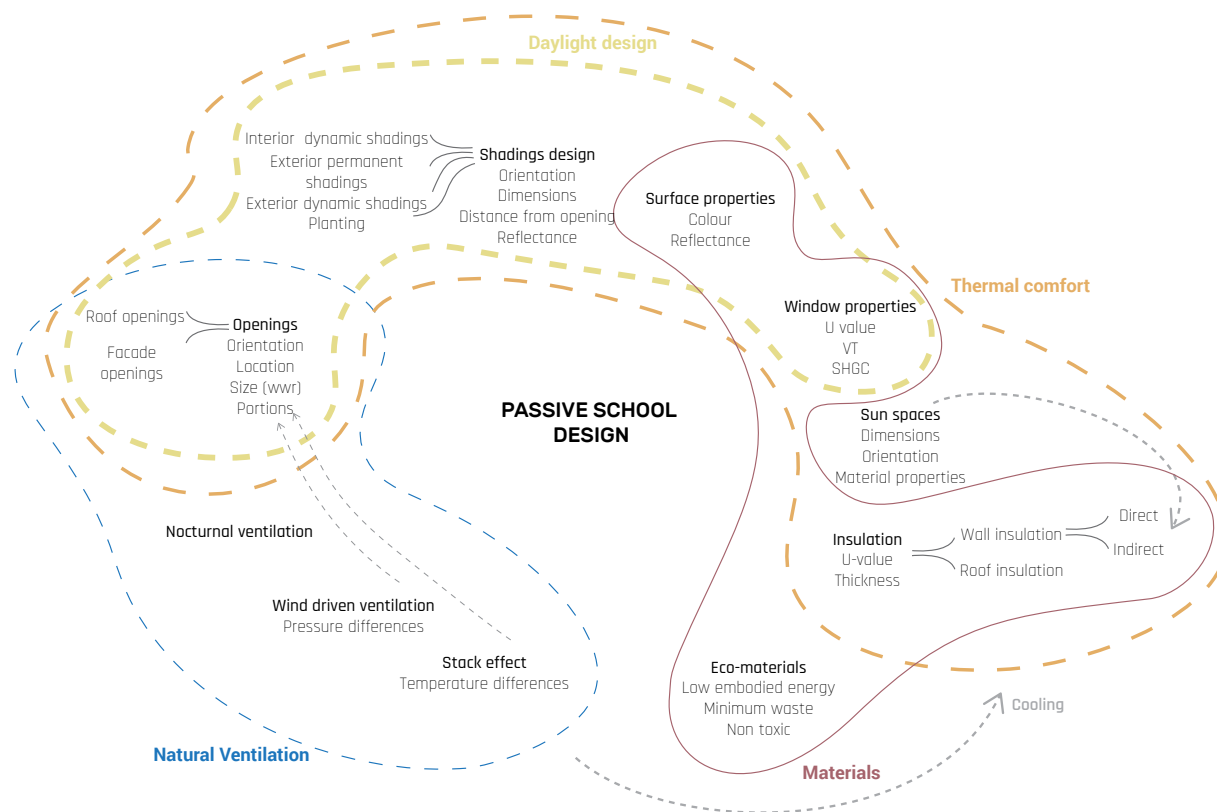 Daylight design
Interior dynamic shadings
Exterior permanent
shadings
Exterior dynamic shadings
Planting
Shadings design
Orientation
Dimensions
Distance from opening
Reflectance
Surface properties
Colour
Reflectance
Thermal comfort
Window properties
U value
VT
SHGC
Roof openings
Facade
openings
Openings
Orientation
Location
Size (wwr)
Portions
PASSIVE SCHOOL
DESIGN
Sun spaces
Dimensions
Orientation
Material properties
Nocturnal ventilation
Insulation
U-value
Thickness
Wall insulation
Roof insulation
Direct
Indirect
Wind driven ventilation
Pressure differences
Stack effect
Temperature differences
Eco-materials
Low embodied energy
Minimum waste
Non toxic
Cooling
Natural Ventilation
Materials